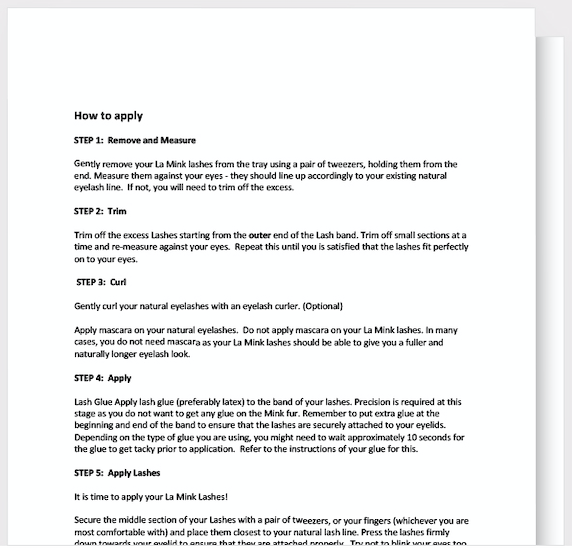 How to apply
STEP 1: Remove and Measure
Gently remove your La Mink lashes from the tray using a pair of tweezers, holding them from the
end. Measure them against your eyes - they should line up accordingly to your existing natural
eyelash line. If not, you will need to trim off the excess.
STEP 2: Trim
Trim off the excess Lashes starting from the outer end of the Lash band. Trim off small sections at a
time and re-measure against your eyes. Repeat this until you is satisfied that the lashes fit perfectly
on to your eyes.
STEP 3: Curl
Gently curl your natural eyelashes with an eyelash curler. (Optional)
Apply mascara on your natural eyelashes. Do not apply mascara on your La Mink lashes. In many
cases, you do not need mascara as your La Mink lashes should be able to give you a fuller and
naturally longer eyelash look.
STEP 4: Apply
Lash Glue Apply lash glue (preferably latex) to the band of your lashes. Precision is required at this
stage as you do not want to get any glue on the Mink fur. Remember to put extra glue at the
beginning and end of the band to ensure that the lashes are securely attached to your eyelids.
Depending on the type of glue you are using, you might need to wait approximately 10 seconds for
the glue to get tacky prior to application. Refer to the instructions of your glue for this.
STEP 5: Apply Lashes
It is time to apply your La Mink Lashes!
Secure the middle section of your Lashes with a pair of tweezers, or your fingers (whichever you are
most comfortable with) and place them closest to your natural lash line. Press the lashes firmly
down towards your eyelid to ensure that they are attached properly. Try not to blink your eyes too